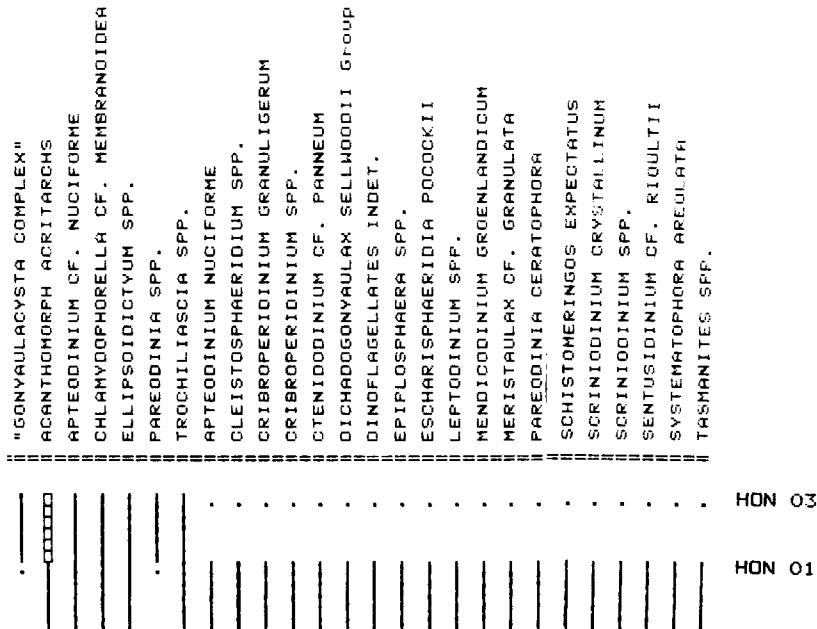 "GONYAULACYSTA COMPLEX"
ACANTHOMORPH ACRITARCHS
APTEODINIUM CF. NUCIFORME
CHLAMYDOPHORELLA CF. MEMBRANOIDEA
ELLIPSOIDICTYUM SPP.
PAREODINIA SPP.
TROCHILIASCIA SPP.
APTEODINIUM NUCIFORME
CLEISTOSPHAERIDIUM SPP.
CRIBROPERIDINIUM GRANULIGERUM
CRIBROPERIDINIUM SPP.
CTENIDODINIUM CF. PANNEUM
DICHADOGONYAULAX SELLWOODII Group
DINOFLAGELLATES INDET.
EPIPLOSPHAERA SPP.
ESCHARISPHAERIDIA POCOCKII
LEPTODINIUM SPP.
MENDICODINIUM GROENLANDICUM
MERISTAULAX CF. GRANULATA
PAREODINIA CERATOPHORA
SCHISTOMERINGOS EXPECTATUS
SCRINIODINIUM CRYSTALLINUM
SCRINIODINIUM SPP.
SENTUSIDINIUM CF. RIOULTII
SYSTEMATOPHORA AREOLATA
TASMANITES SPP.
HON 03
HON 01